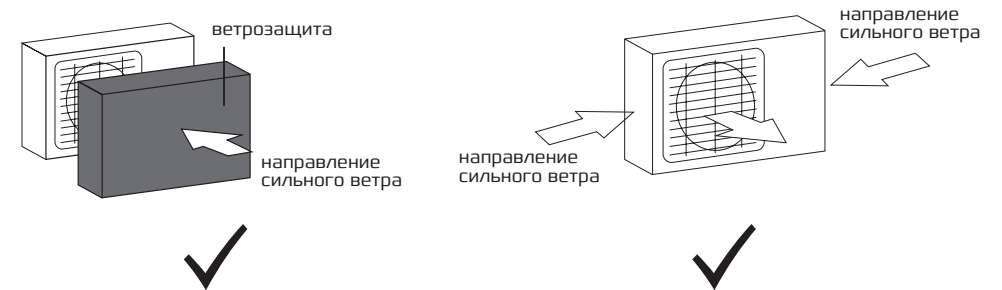 ветрозащита
направление
сильного ветра
направление
сильного ветра
направление
сильного ветра